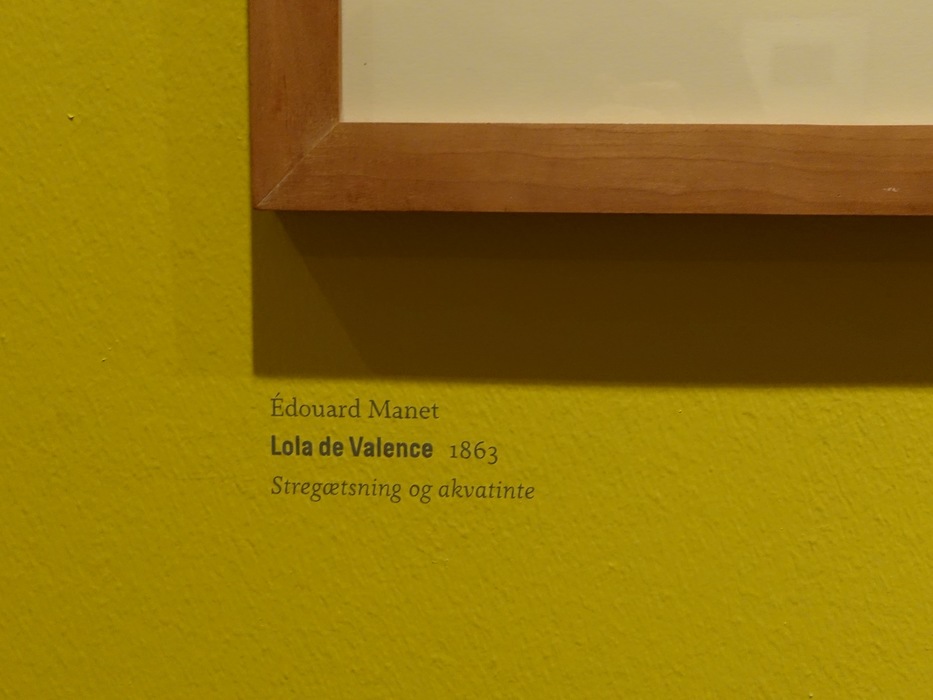 Édouard Manet
Lola de Valence 1863
Stregætsning og akvatinte